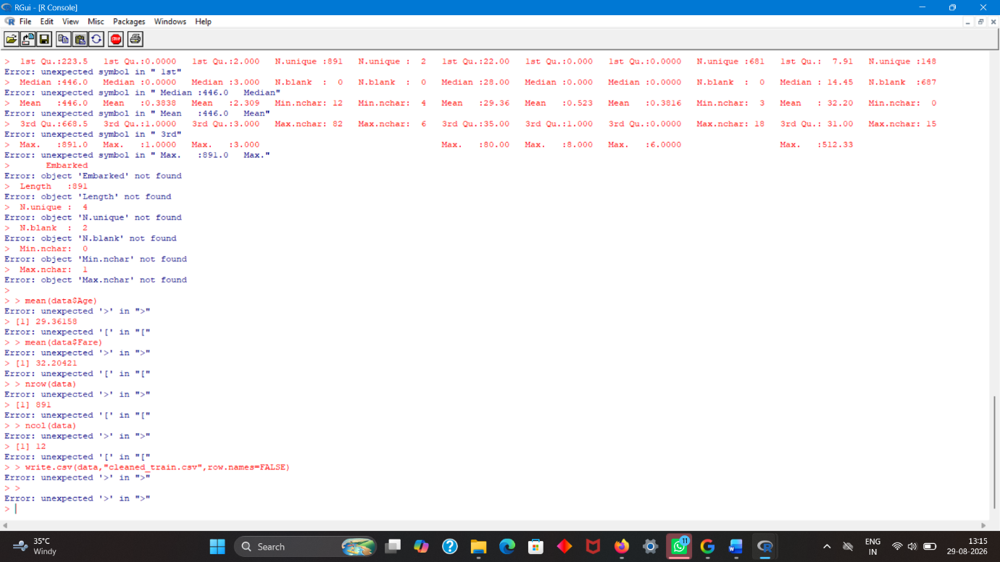 RGui - [R Console]
File Edit View Misc Packages Windows Help
STOP
>  1st Qu.:223.5   1st Qu.:0.0000   1st Qu.:2.000   N.unique :891   N.unique :  2   1st Qu.:22.00   1st Qu.:0.000   1st Qu.:0.0000   N.unique :681   1st Qu.:  7.91   N.unique :148
Error: unexpected symbol in " 1st"
>  Median :446.0   Median :0.0000   Median :3.000   N.blank  :  0   N.blank  :  0   Median :28.00   Median :0.000   Median :0.0000   N.blank  :  0   Median : 14.45   N.blank  :687
Error: unexpected symbol in " Median :446.0   Median"
>  Mean   :446.0   Mean   :0.3838   Mean   :2.309   Min.nchar: 12   Min.nchar:  4   Mean   :29.36   Mean   :0.523   Mean   :0.3816   Min.nchar:  3   Mean   : 32.20   Min.nchar:  0
Error: unexpected symbol in " Mean   :446.0   Mean"
>  3rd Qu.:668.5   3rd Qu.:1.0000   3rd Qu.:3.000   Max.nchar: 82   Max.nchar:  6   3rd Qu.:35.00   3rd Qu.:1.000   3rd Qu.:0.0000   Max.nchar: 18   3rd Qu.: 31.00   Max.nchar: 15
Error: unexpected symbol in " 3rd"
>  Max.   :891.0   Max.   :1.0000   Max.   :3.000   Max.   :80.00   Max.   :8.000   Max.   :6.0000   Max.   :512.33
Error: unexpected symbol in " Max.   :891.0   Max."
>       Embarked
Error: object 'Embarked' not found
>  Length   :891
Error: object 'Length' not found
>  N.unique :  4
Error: object 'N.unique' not found
>  N.blank  :  2
Error: object 'N.blank' not found
>  Min.nchar:  0
Error: object 'Min.nchar' not found
>  Max.nchar:  1
Error: object 'Max.nchar' not found
>
> > mean(data$Age)
Error: unexpected '>' in ">"
> [1] 29.36158
Error: unexpected '[' in "["
> > mean(data$Fare)
Error: unexpected '>' in ">"
> [1] 32.20421
Error: unexpected '[' in "["
> > nrow(data)
Error: unexpected '>' in ">"
> [1] 891
Error: unexpected '[' in "["
> > ncol(data)
Error: unexpected '>' in ">"
> [1] 12
Error: unexpected '[' in "["
> > write.csv(data,"cleaned_train.csv",row.names=FALSE)
Error: unexpected '>' in ">"
> >
Error: unexpected '>' in ">"
>
35°C
Windy
Search
11
ENG
IN
13:15
29-08-2026